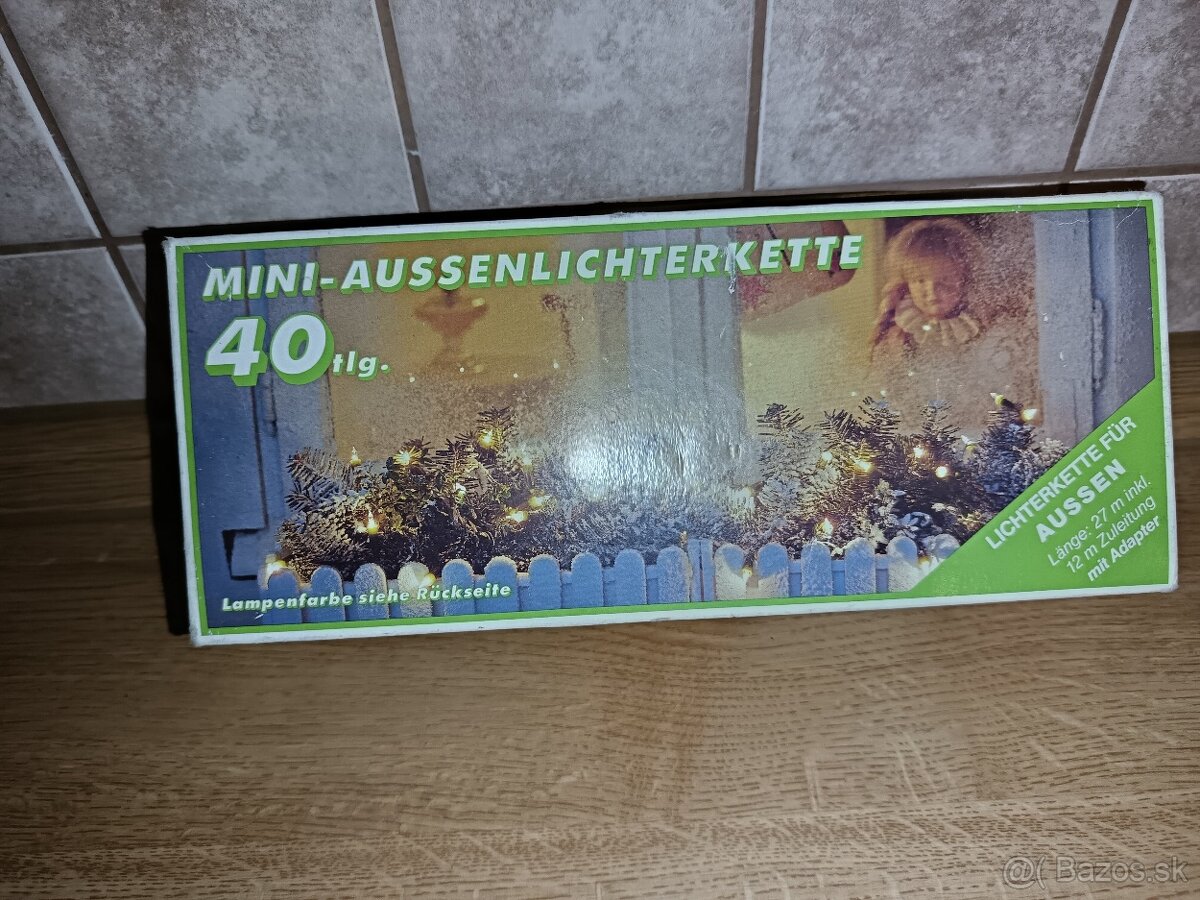 MINI-AUSSENLICHTERKETTE
40 tlg.
LICHTERKETTE FÜR
AUSSEN
Länge: 27 m inkl.
12 m Zuleitung
mit Adapter
Lampenfarbe siehe Rückseite
@( Bazos.sk